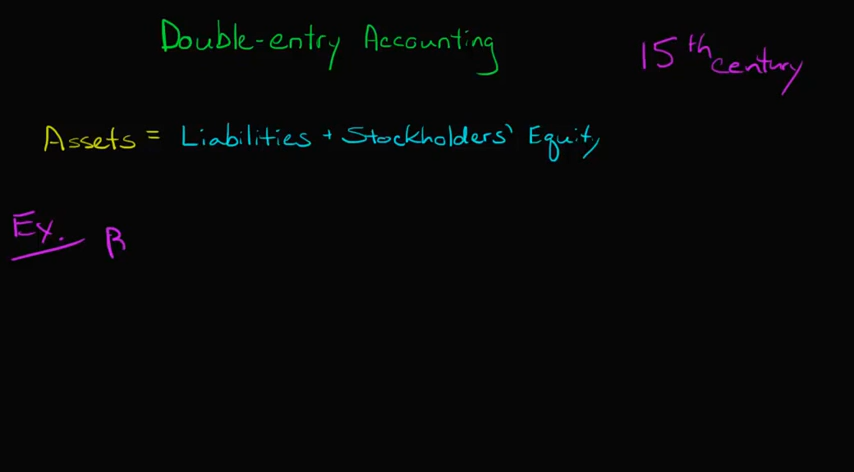 Double-entry Accounting
15th century
Assets = Liabilities + Stockholders' Equity
Ex. B